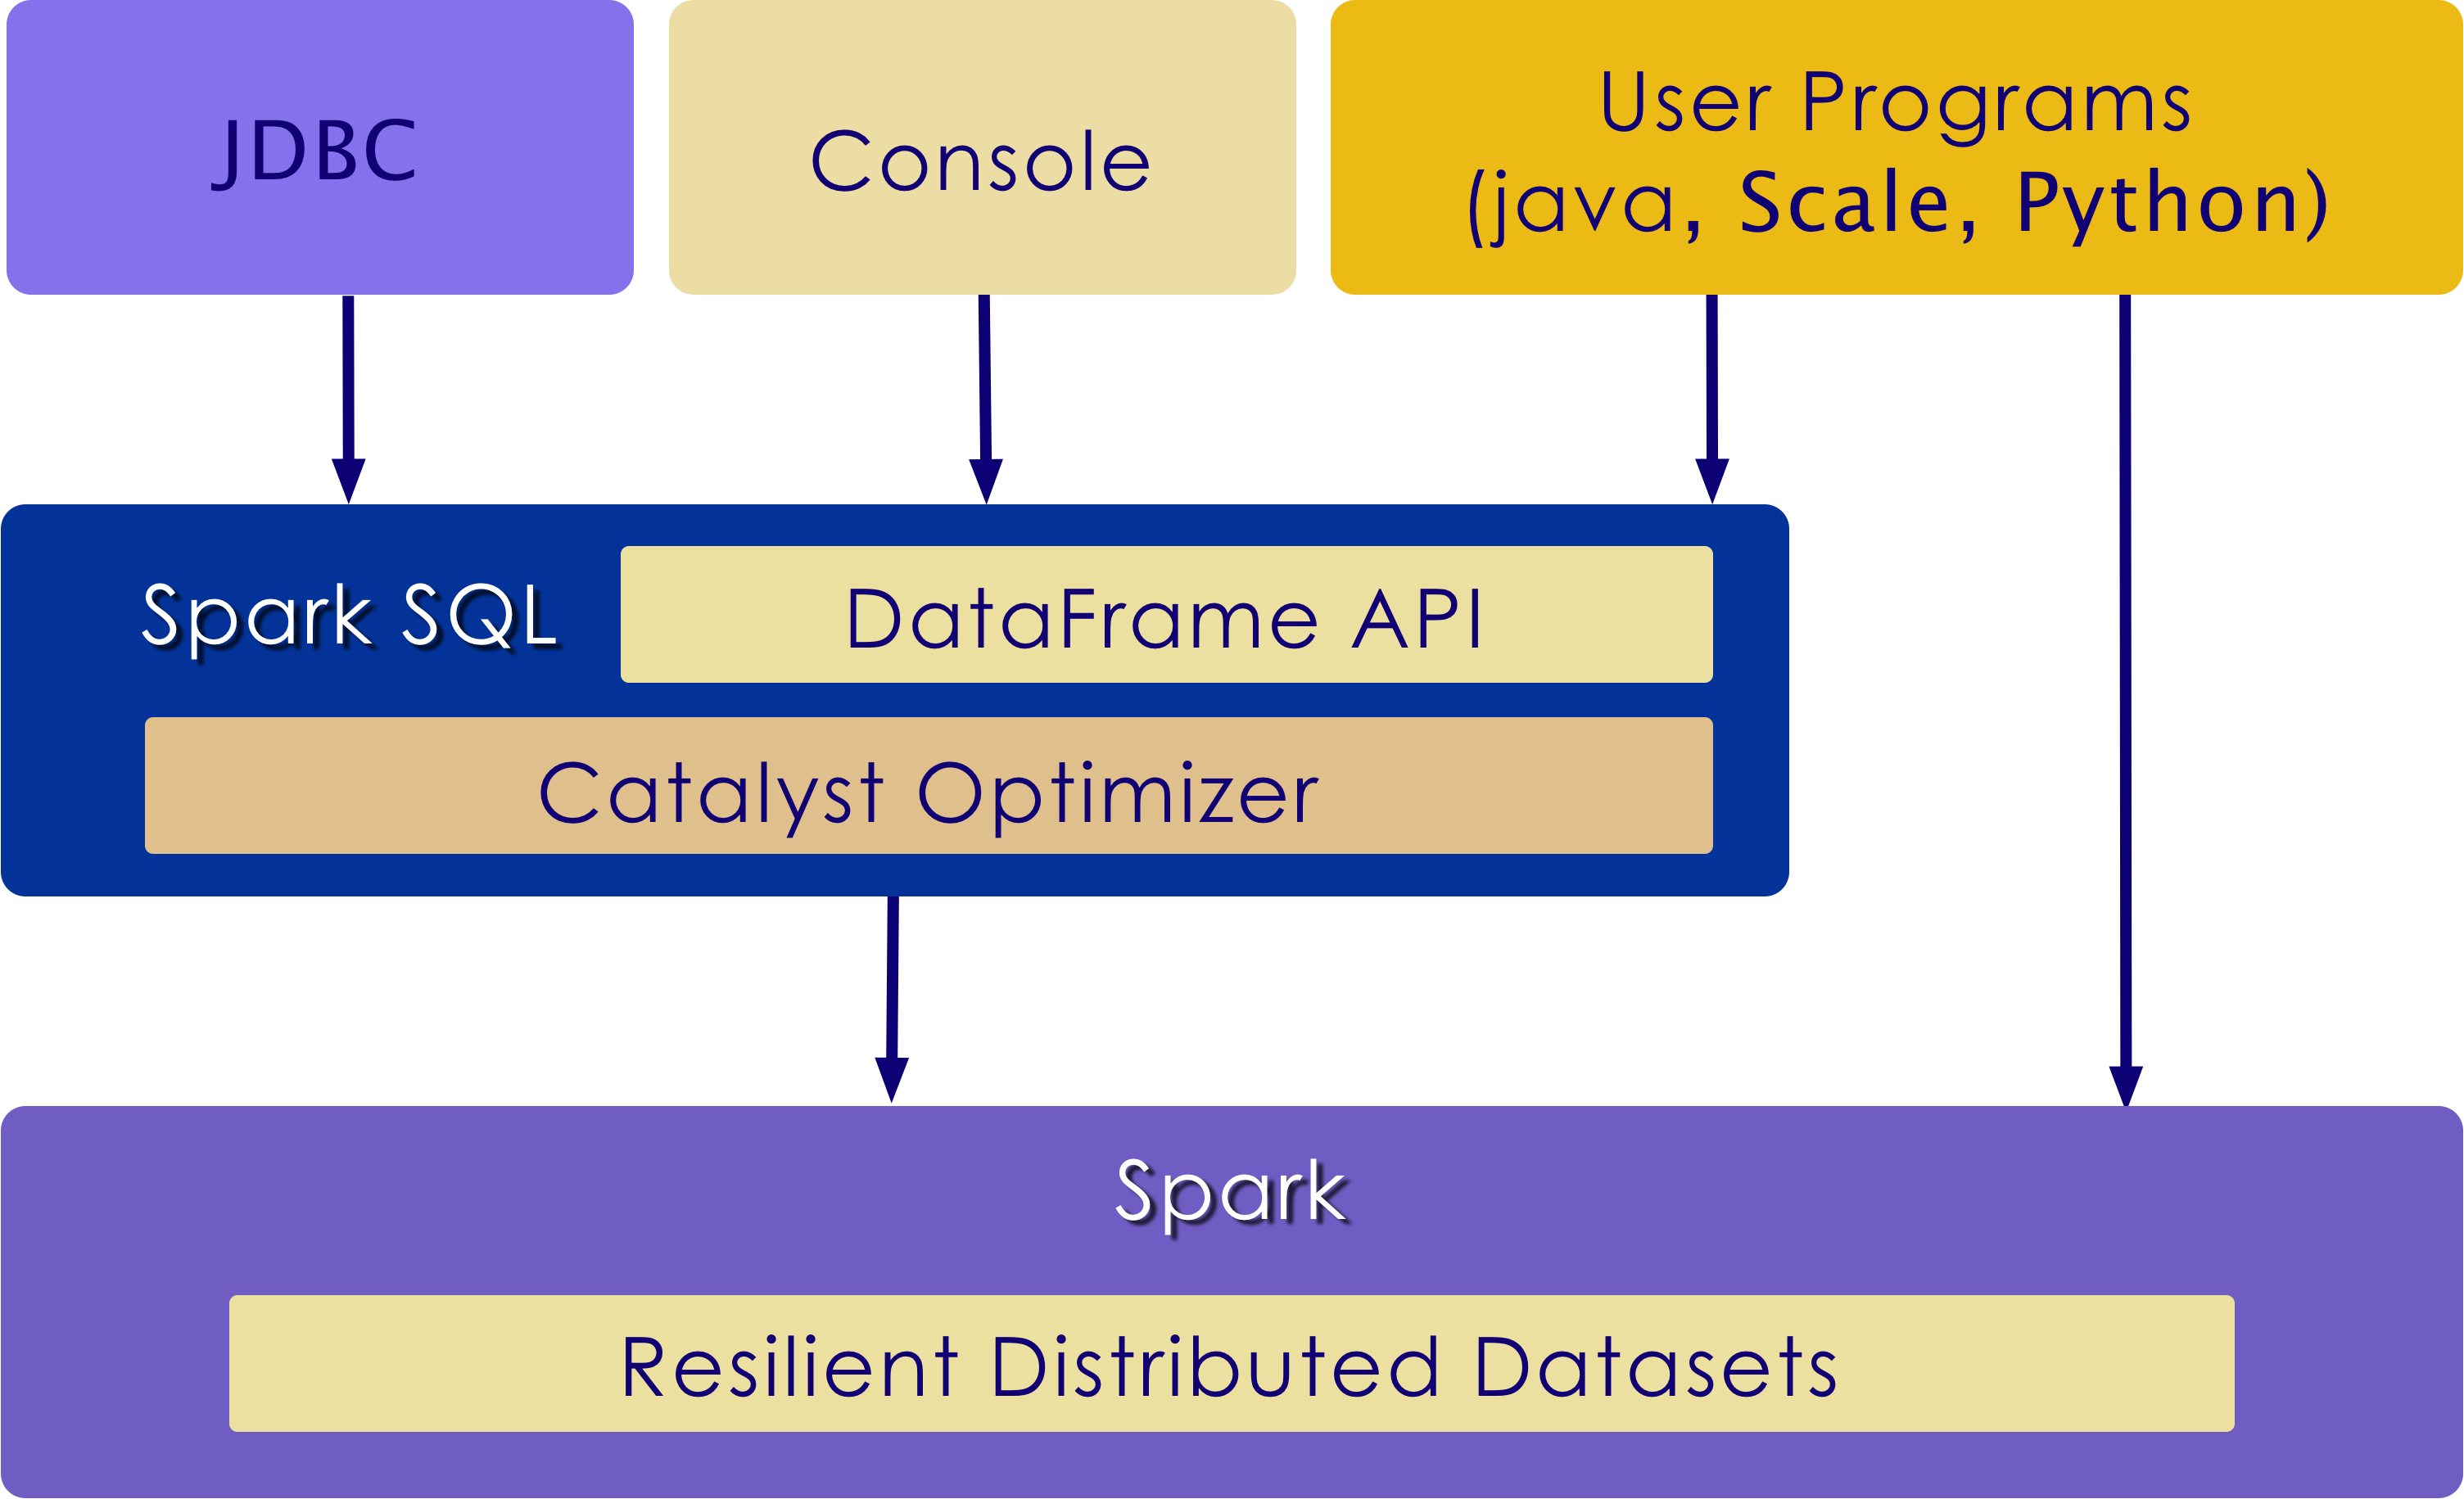 JDBC
Console
User Programs
(java, Scale, Python)
Spark SQL
DataFrame API
Catalyst Optimizer
Spark
Resilient Distributed Datasets